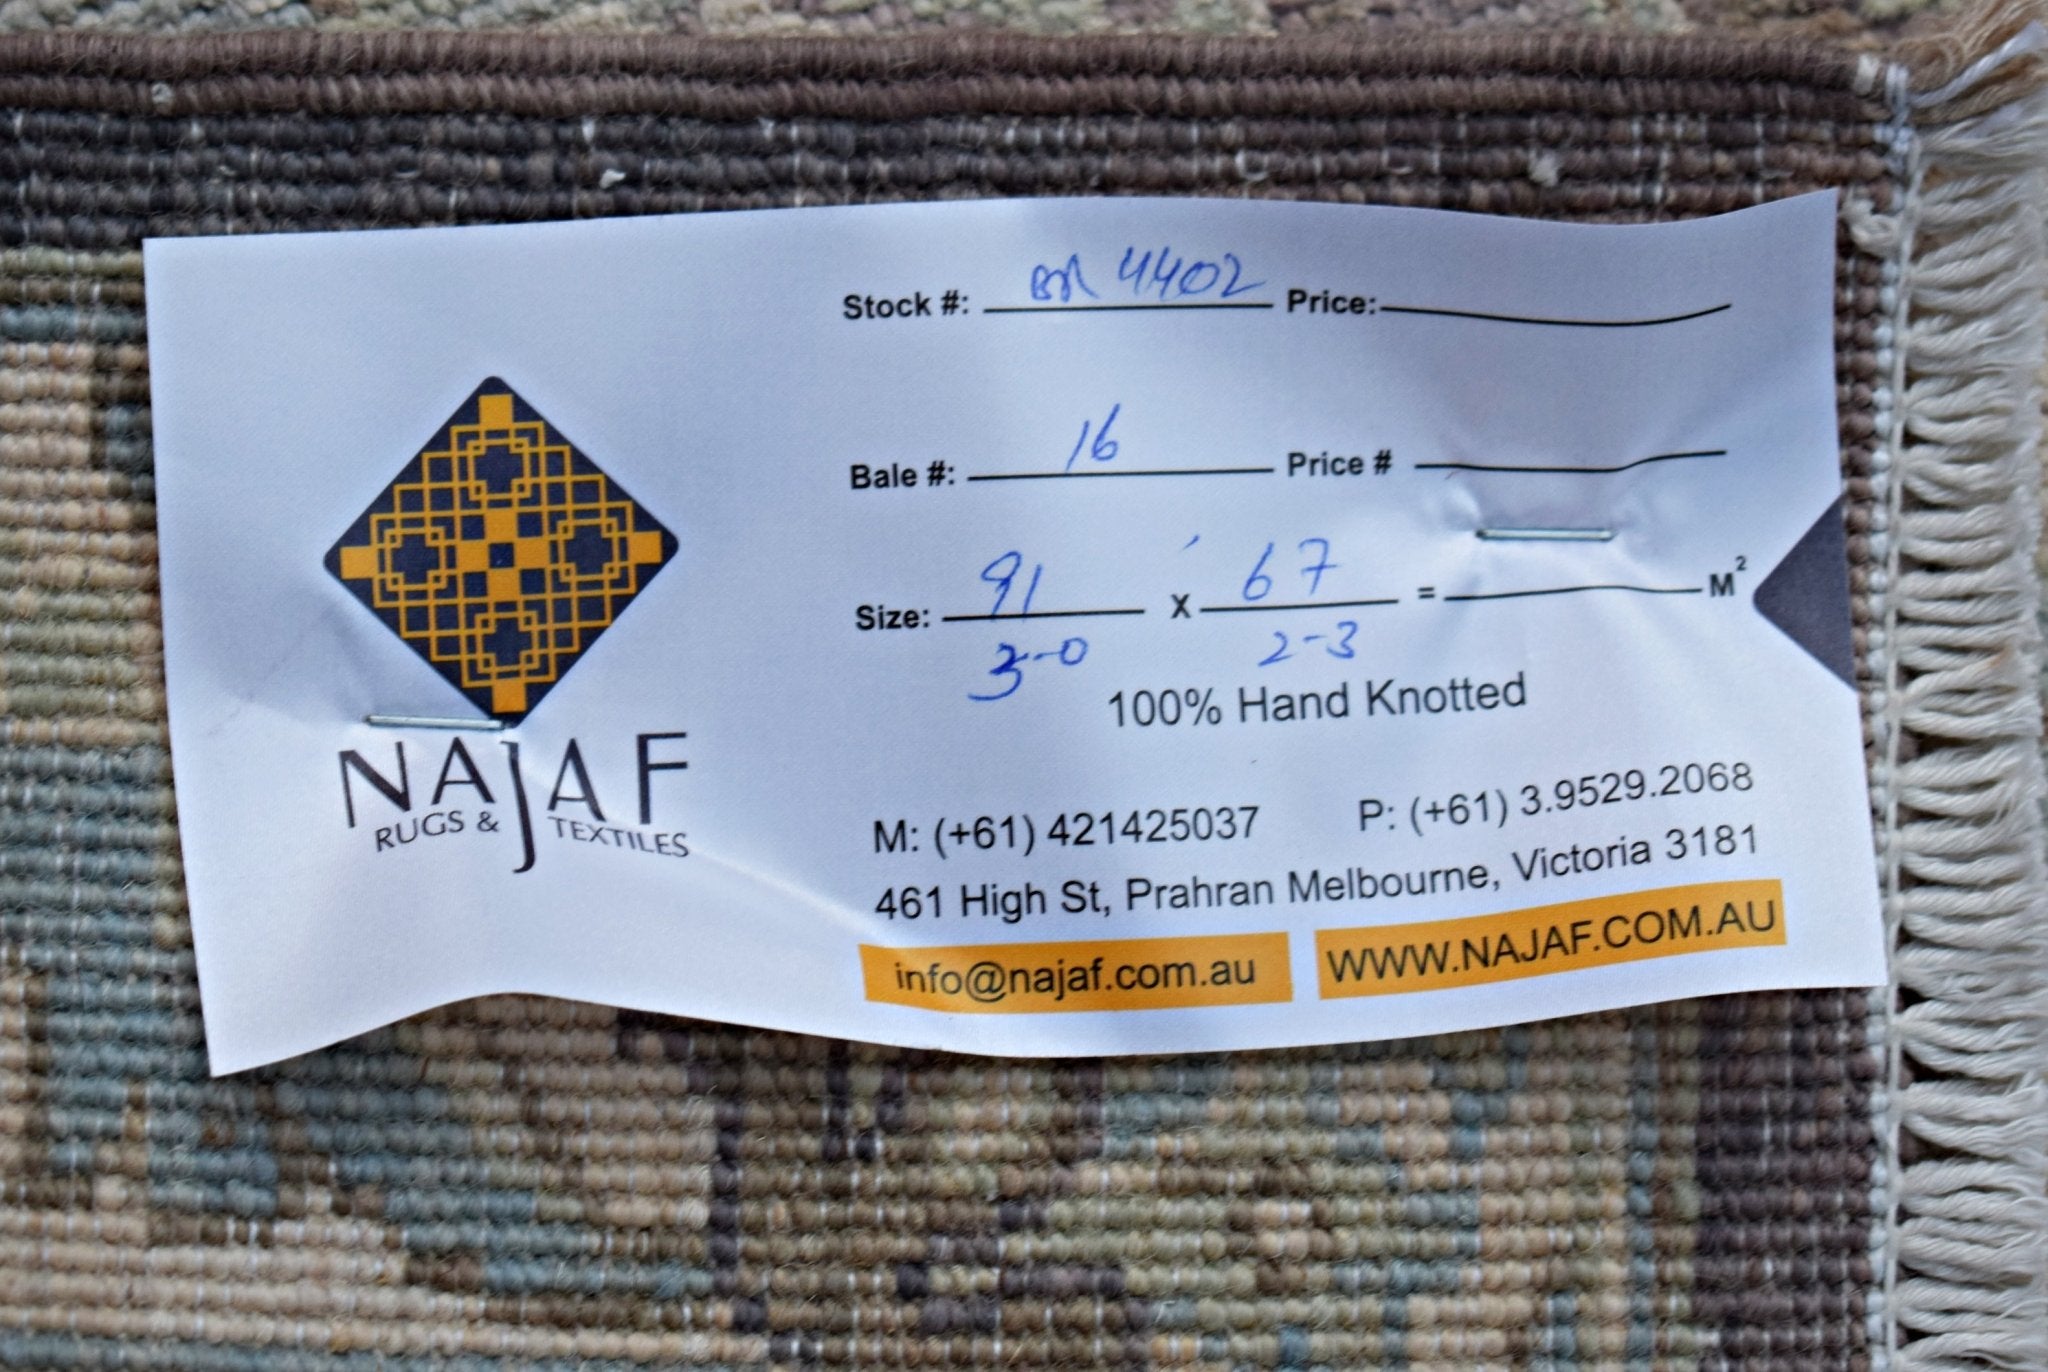 Stock #: BR 4402 Price:
Bale #: 16 Price #
Size: 91 X 67 = M²
3-0 2-3
100% Hand Knotted
NAJAF
RUGS & TEXTILES
M: (+61) 421425037 P: (+61) 3.9529.2068
461 High St, Prahran Melbourne, Victoria 3181
info@najaf.com.au WWW.NAJAF.COM.AU